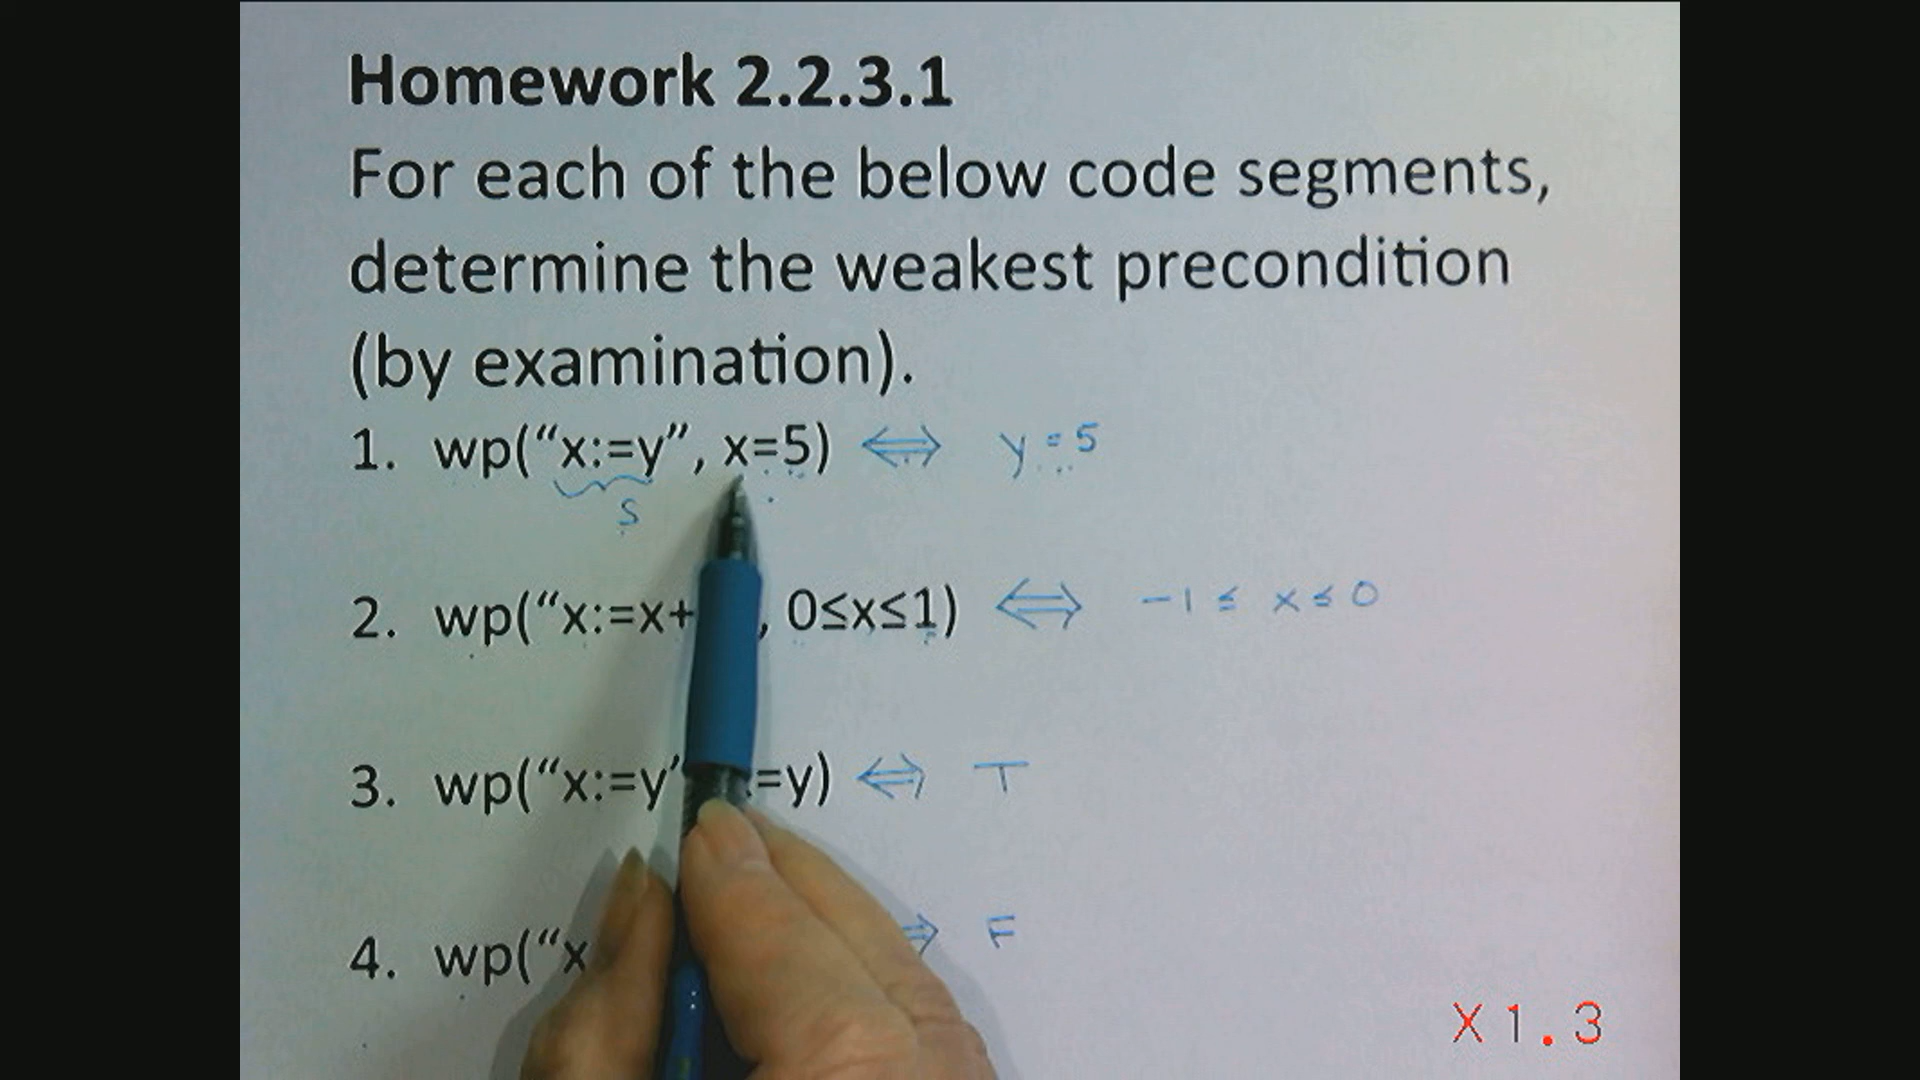 Homework 2.2.3.1
For each of the below code segments,
determine the weakest precondition
(by examination).
1. wp(“x:=y”, x=5) ⇔ y = 5
S
2. wp(“x:=x+ , 0≤x≤1) ⇔ -1 ≤ x ≤ 0
3. wp(“x:=y” =y) ⇔ T
4. wp(“x ⇒ F
X1.3